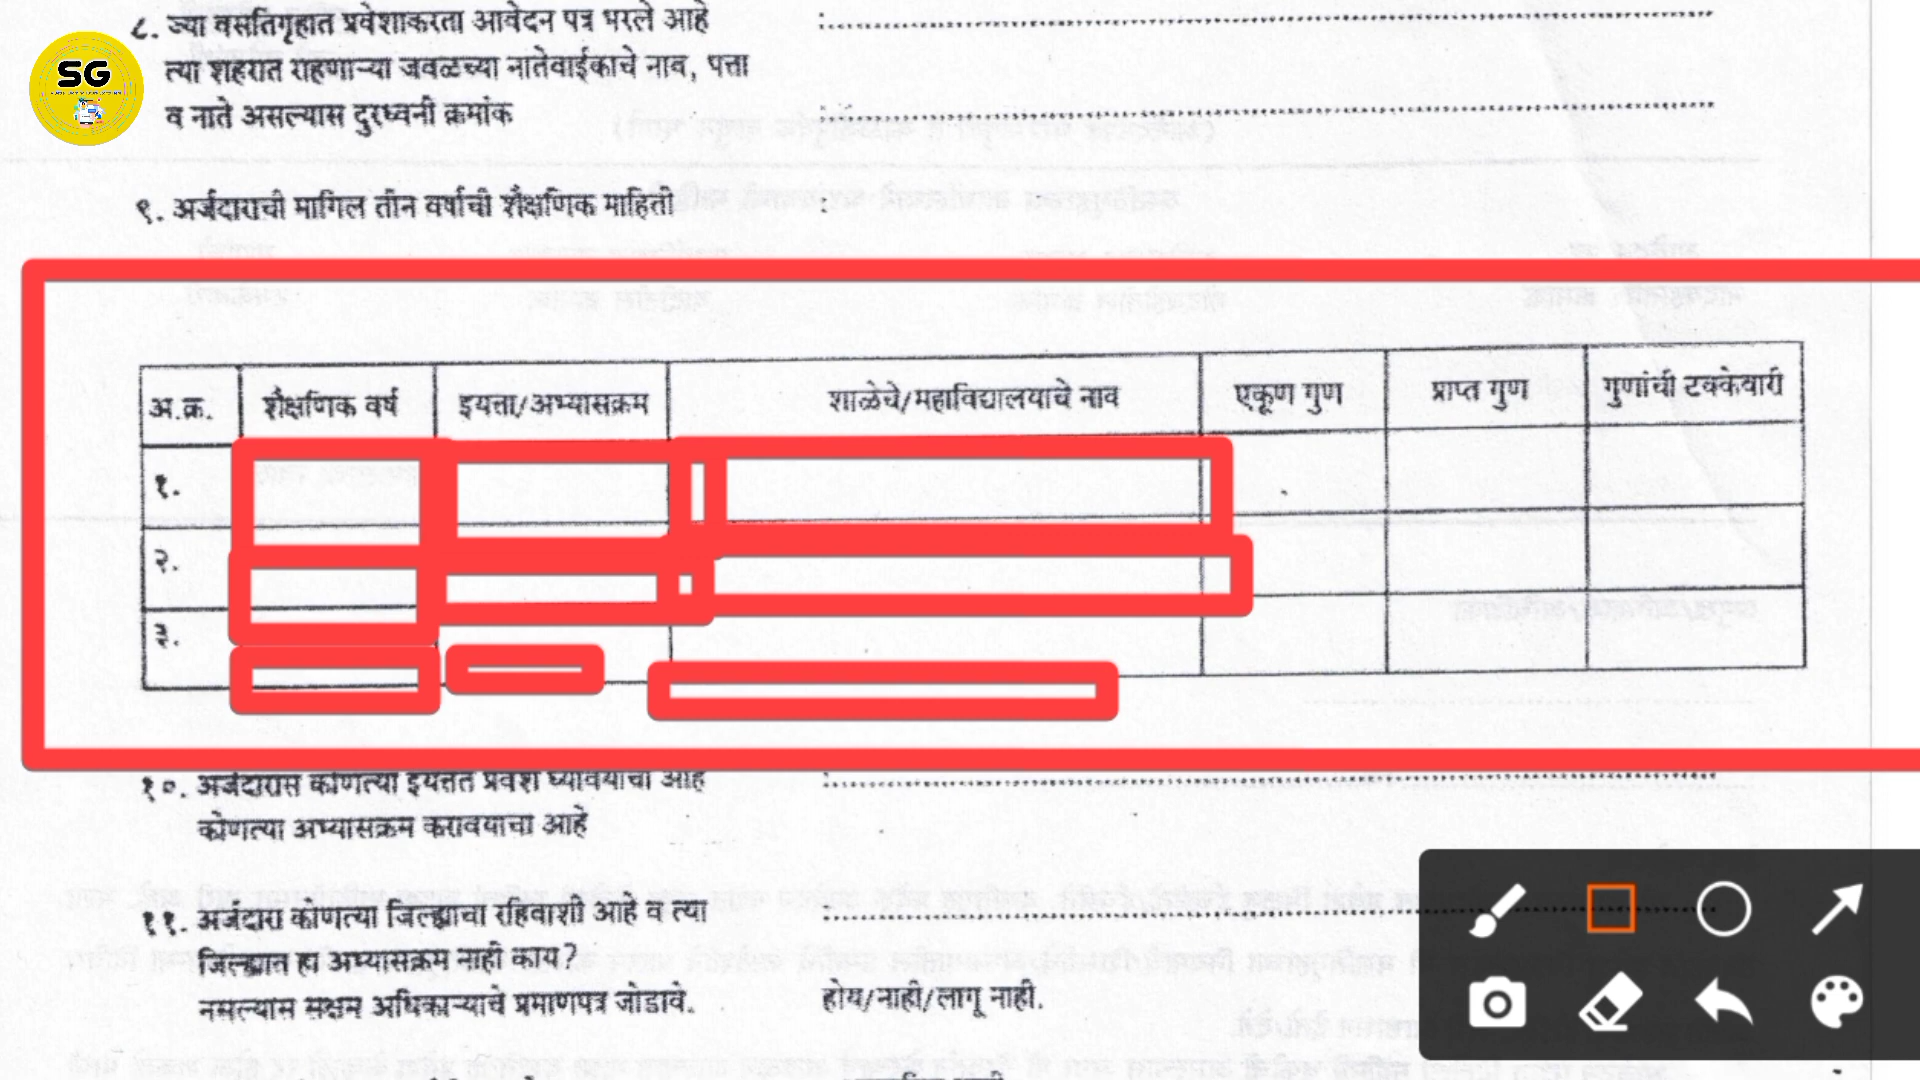 SG
८. ज्या वसतिगृहात प्रवेशाकरता आवेदन पत्र भरले आहे :
त्या शहरात राहणाऱ्या जवळच्या नातेवाईकाचे नाव, पत्ता
व नाते असल्यास दुरध्वनी क्रमांक :
९. अर्जदाराची मागिल तीन वर्षाची शैक्षणिक माहिती :
अ.क्र. शैक्षणिक वर्ष इयत्ता/अभ्यासक्रम शाळेचे/महाविद्यालयाचे नाव एकूण गुण प्राप्त गुण गुणांची टक्केवारी
१.
२.
३.
१०. अर्जदारास कोणत्या इयत्तेत प्रवेश घ्यावयाचा आहे :
कोणत्या अभ्यासक्रम करावयाचा आहे
११. अर्जदारा कोणत्या जिल्ह्याचा रहिवाशी आहे व त्या :
जिल्ह्यात हा अभ्यासक्रम नाही काय?
नसल्यास सक्षन अधिकाऱ्याचे प्रमाणपत्र जोडावे. होय/नाही/लागू नाही.